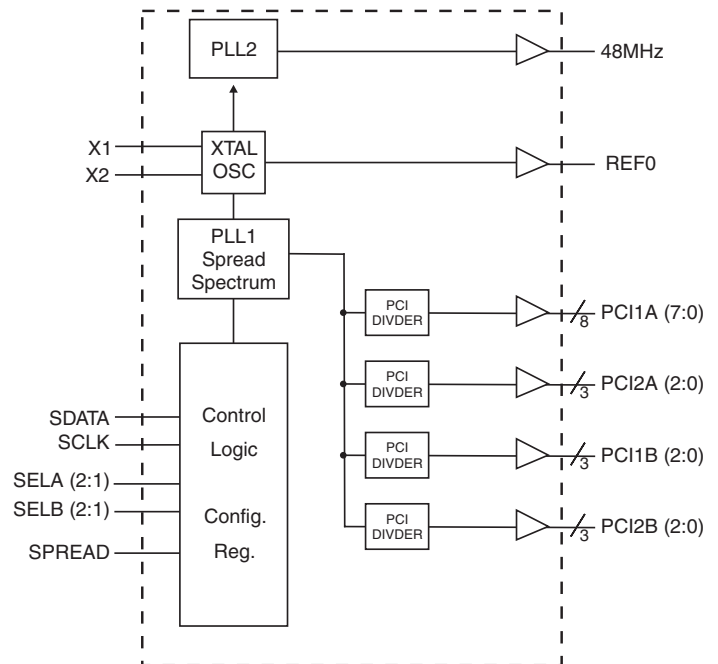 PLL2
48MHz
X1
X2
XTAL
OSC
REF0
PLL1
Spread
Spectrum
PCI
DIVDER
8
PCI1A (7:0)
PCI
DIVDER
3
PCI2A (2:0)
SDATA
SCLK
SELA (2:1)
SELB (2:1)
SPREAD
Control
Logic
Config.
Reg.
PCI
DIVDER
3
PCI1B (2:0)
PCI
DIVDER
3
PCI2B (2:0)